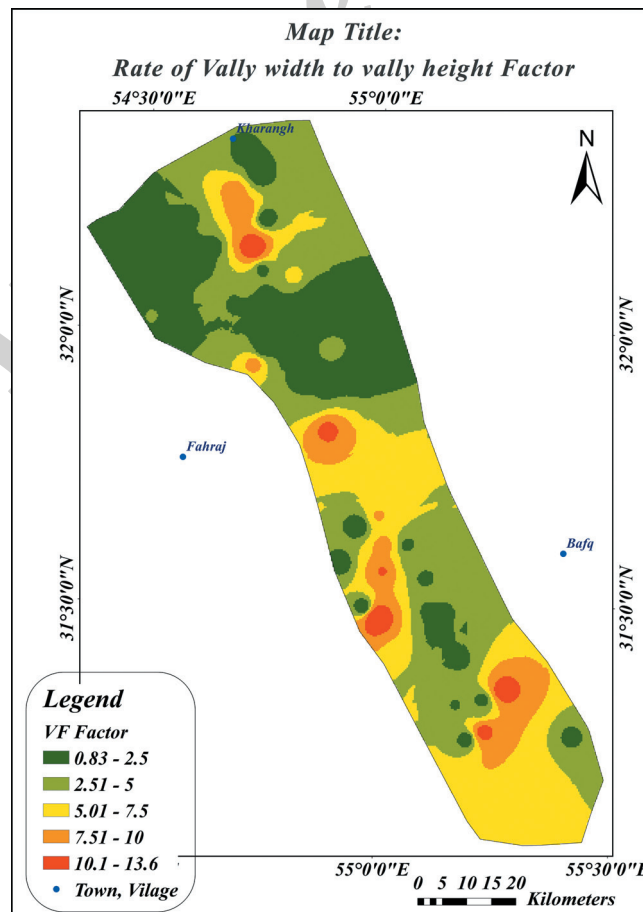 Map Title:
Rate of Vally width to vally height Factor
54°30'0"E 55°0'0"E
Kharangh
N
32°0'0"N 32°0'0"N
Fahraj
Bafq
31°30'0"N 31°30'0"N
Legend
VF Factor
0.83 - 2.5
2.51 - 5
5.01 - 7.5
7.51 - 10
10.1 - 13.6
Town, Vilage
55°0'0"E 55°30'0"E
0 5 10 15 20
Kilometers